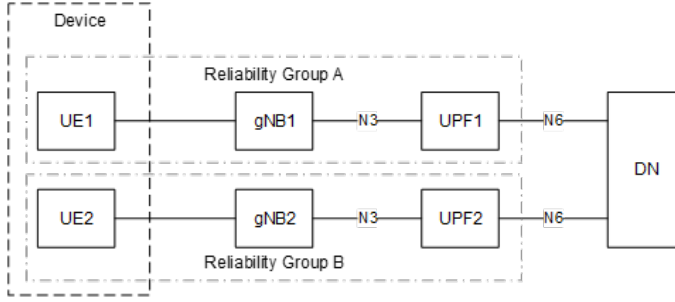 Device
Reliability Group A
UE1
gNB1
N3
UPF1
N6
DN
UE2
gNB2
N3
UPF2
N6
Reliability Group B